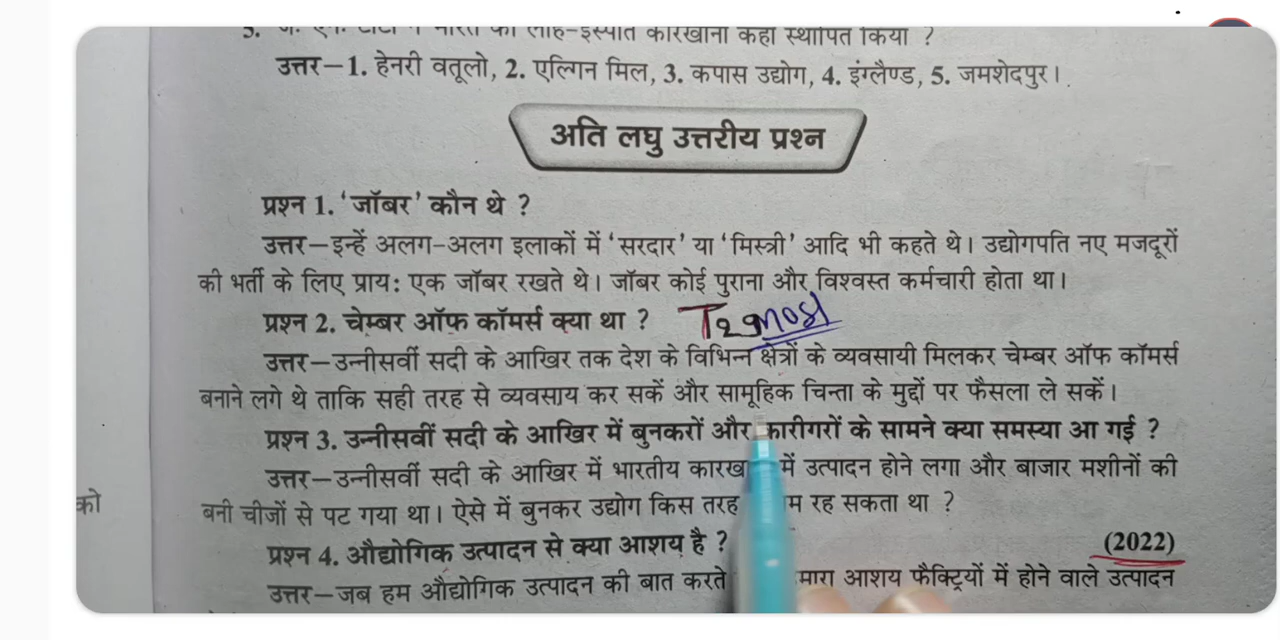 5. जे. एन. टाटा ने भारत का लौह-इस्पात कारखाना कहाँ स्थापित किया ?
उत्तर–1. हेनरी वतूलो, 2. एल्गिन मिल, 3. कपास उद्योग, 4. इंग्लैण्ड, 5. जमशेदपुर।
अति लघु उत्तरीय प्रश्न
प्रश्न 1. ‘जॉबर’ कौन थे ?
उत्तर–इन्हें अलग-अलग इलाकों में ‘सरदार’ या ‘मिस्त्री’ आदि भी कहते थे। उद्योगपति नए मजदूरों
की भर्ती के लिए प्राय: एक जॉबर रखते थे। जॉबर कोई पुराना और विश्वस्त कर्मचारी होता था।
प्रश्न 2. चेम्बर ऑफ कॉमर्स क्या था ?
उत्तर–उन्नीसवीं सदी के आखिर तक देश के विभिन्न क्षेत्रों के व्यवसायी मिलकर चेम्बर ऑफ कॉमर्स
बनाने लगे थे ताकि सही तरह से व्यवसाय कर सकें और सामूहिक चिन्ता के मुद्दों पर फैसला ले सकें।
प्रश्न 3. उन्नीसवीं सदी के आखिर में बुनकरों और कारीगरों के सामने क्या समस्या आ गई ?
उत्तर–उन्नीसवीं सदी के आखिर में भारतीय कारखा में उत्पादन होने लगा और बाजार मशीनों की
को
बनी चीजों से पट गया था। ऐसे में बुनकर उद्योग किस तरह म रह सकता था ?
प्रश्न 4. औद्योगिक उत्पादन से क्या आशय है ? (2022)
उत्तर–जब हम औद्योगिक उत्पादन की बात करते मारा आशय फैक्ट्रियों में होने वाले उत्पादन